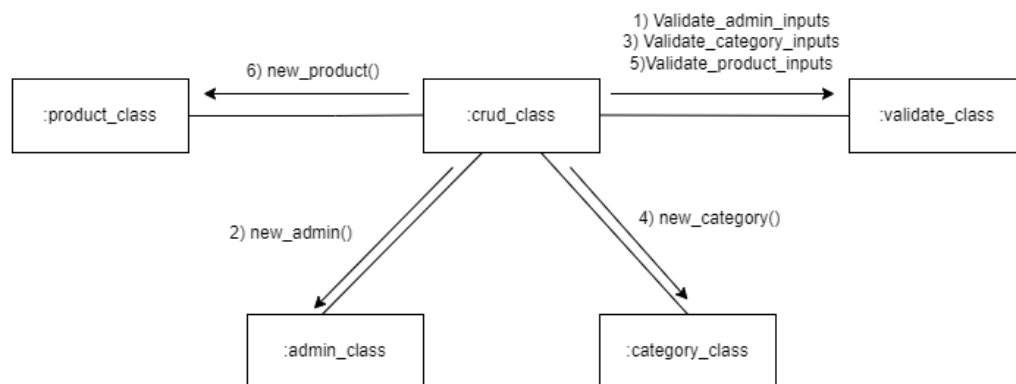 1) Validate_admin_inputs
3) Validate_category_inputs
5)Validate_product_inputs
6) new_product()
:product_class
:crud_class
:validate_class
4) new_category()
2) new_admin()
:admin_class
:category_class